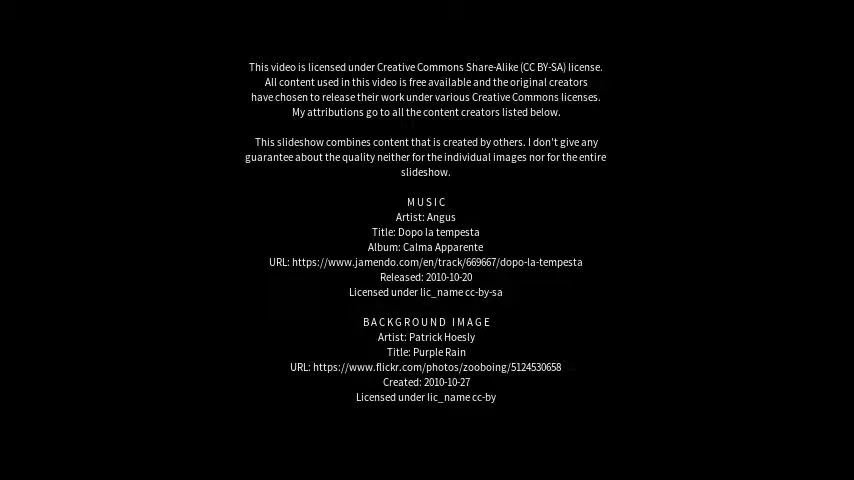 This video is licensed under Creative Commons Share-Alike (CC BY-SA) license.
All content used in this video is free available and the original creators
have chosen to release their work under various Creative Commons licenses.
My attributions go to all the content creators listed below.
This slideshow combines content that is created by others. I don't give any
guarantee about the quality neither for the individual images nor for the entire
slideshow.
MUSIC
Artist: Angus
Title: Dopo la tempesta
Album: Calma Apparente
URL: https://www.jamendo.com/en/track/669667/dopo-la-tempesta
Released: 2010-10-20
Licensed under lic_name cc-by-sa
BACKGROUND IMAGE
Artist: Patrick Hoesly
Title: Purple Rain
URL: https://www.flickr.com/photos/zooboing/5124530658
Created: 2010-10-27
Licensed under lic_name cc-by